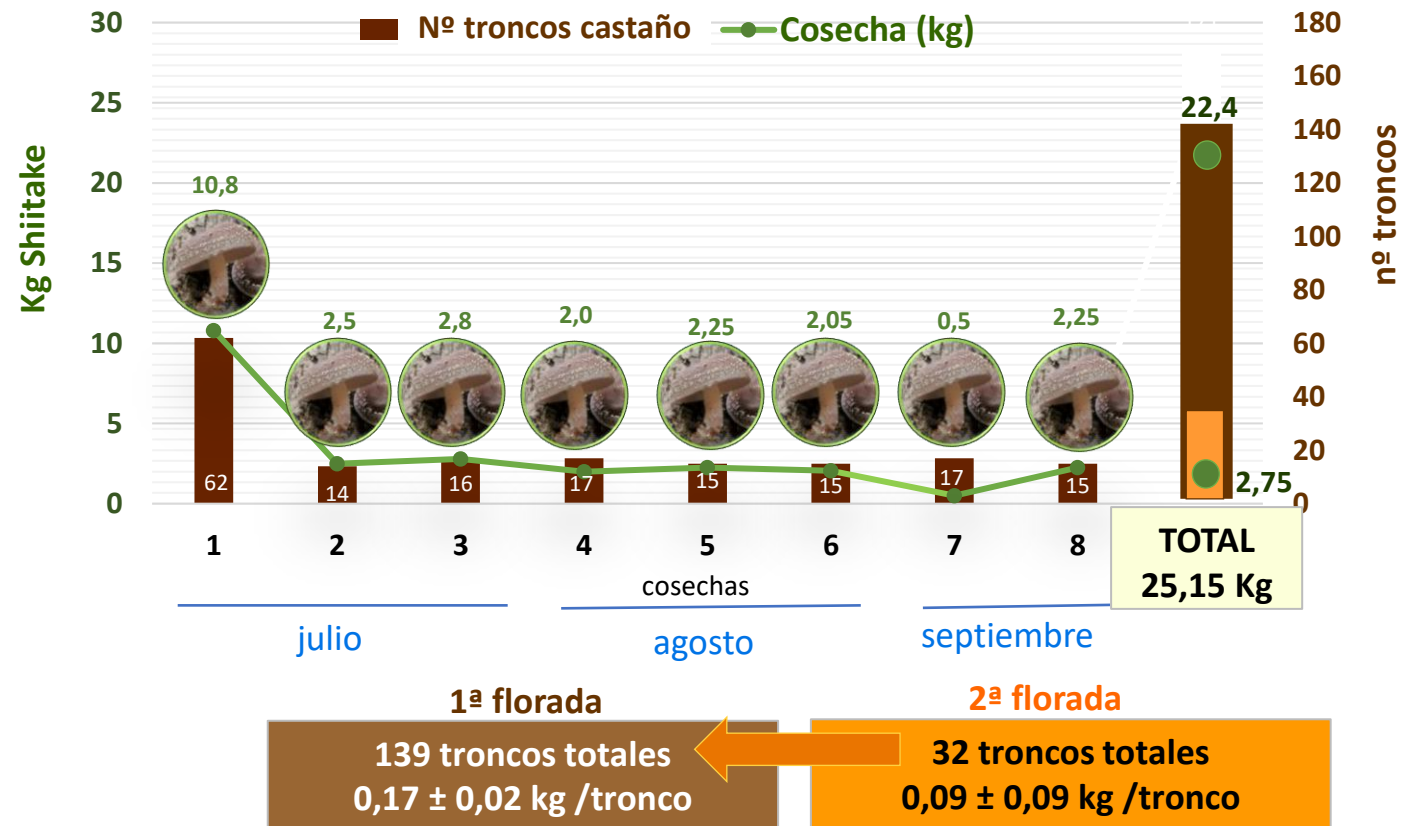 Nº troncos castaño
Cosecha (kg)
Kg Shiitake
30
25
20
15
10
5
0
nº troncos
180
160
140
120
100
80
60
40
20
0
10,8
2,5
2,8
2,0
2,25
2,05
0,5
2,25
22,4
2,75
62
14
16
17
15
15
17
15
1
2
3
4
5
6
7
8
cosechas
TOTAL
25,15 Kg
julio
agosto
septiembre
1ª florada
139 troncos totales
0,17 ± 0,02 kg /tronco
2ª florada
32 troncos totales
0,09 ± 0,09 kg /tronco